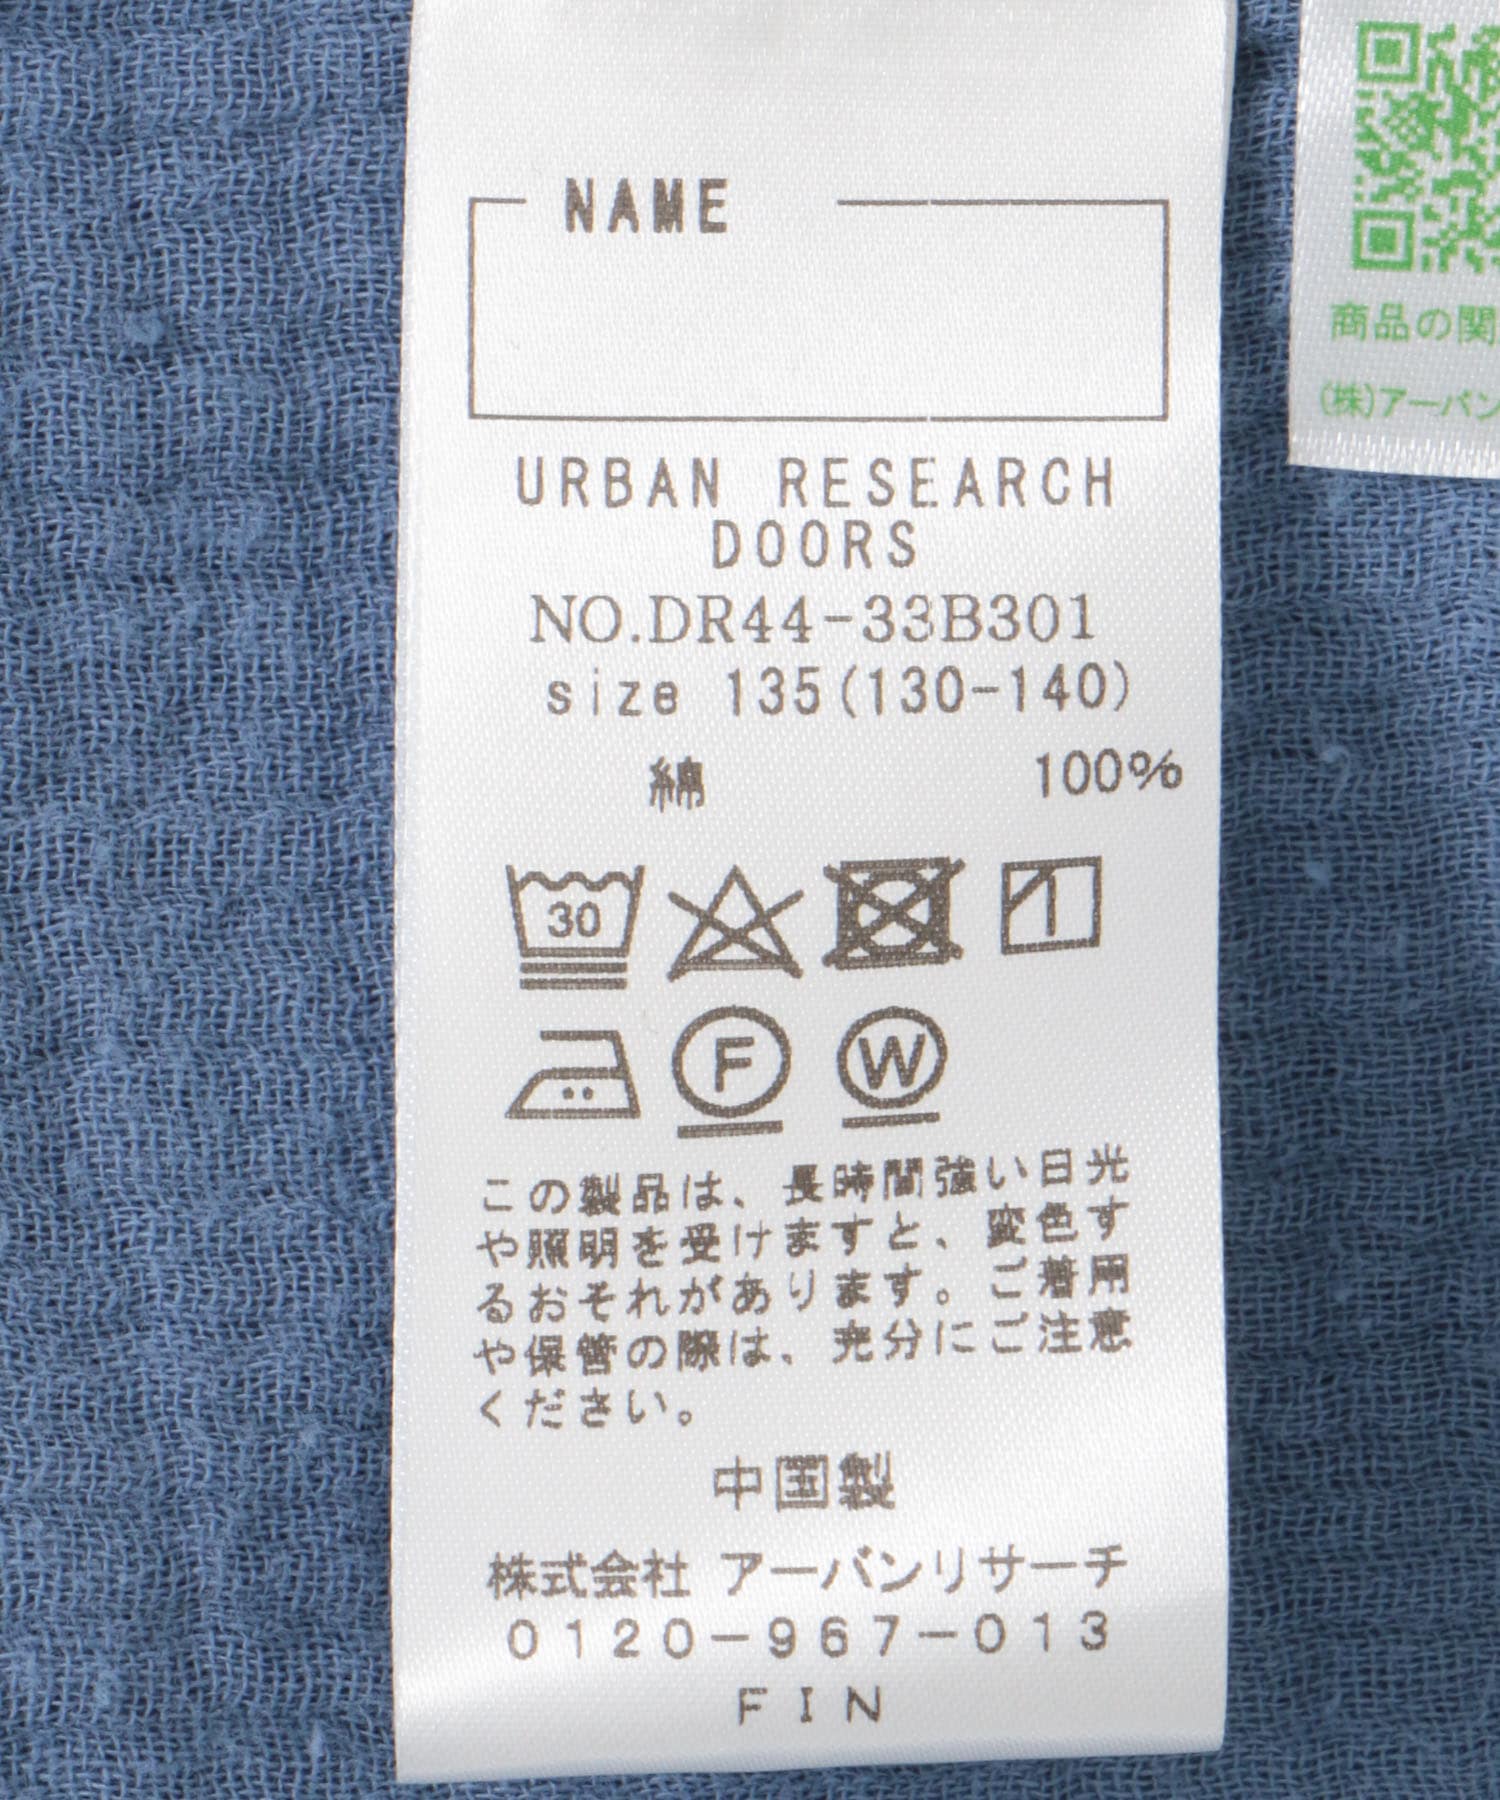 NAME
URBAN RESEARCH
DOORS
NO.DR44-33B301
size 135(130-140)
綿 100%
30
F W
この製品は、長時間強い日光
や照明を受けますと、変色す
るおそれがあります。ご着用
や保管の際は、充分にご注意
ください。
中国製
株式会社 アーバンリサーチ
0120-967-013
FIN
商品の関
(株)アーバン